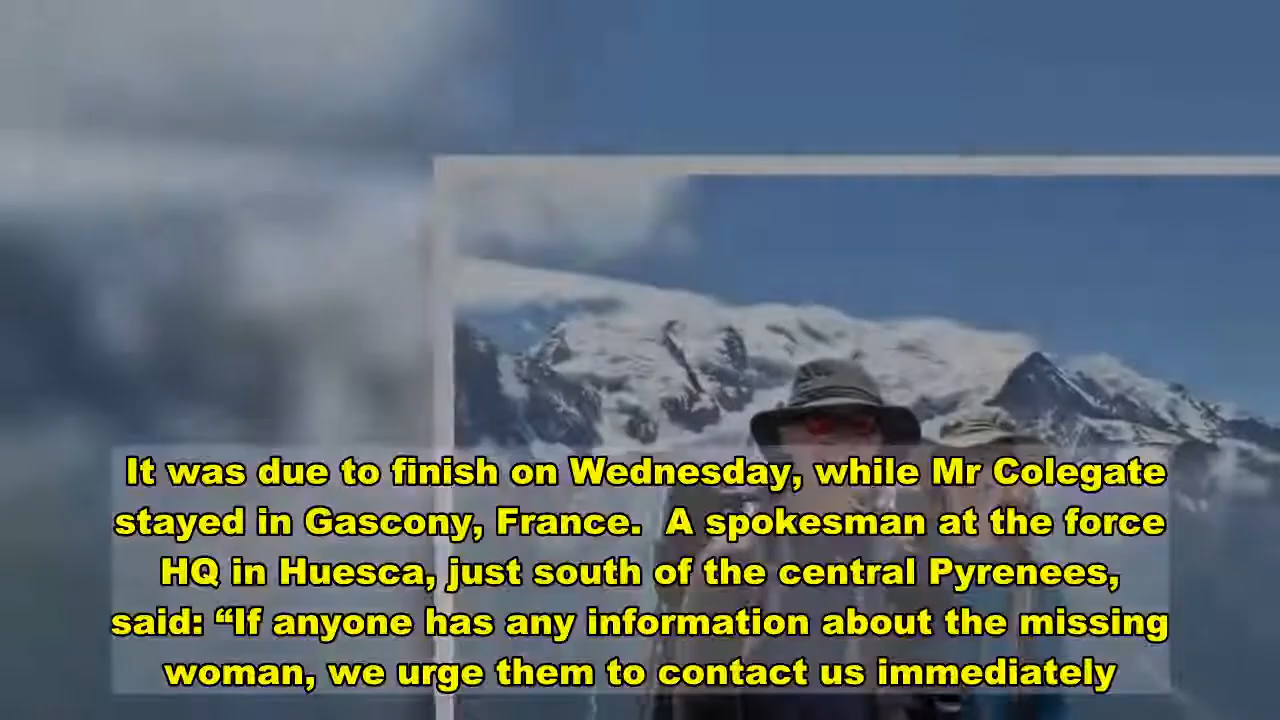 It was due to finish on Wednesday, while Mr Colegate
stayed in Gascony, France.  A spokesman at the force
HQ in Huesca, just south of the central Pyrenees,
said: “If anyone has any information about the missing
woman, we urge them to contact us immediately